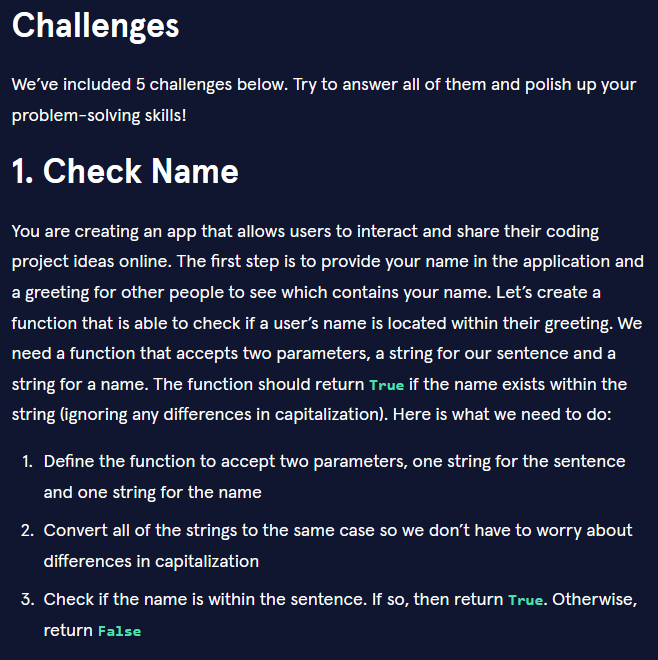 Challenges
We’ve included 5 challenges below. Try to answer all of them and polish up your
problem-solving skills!
1. Check Name
You are creating an app that allows users to interact and share their coding
project ideas online. The first step is to provide your name in the application and
a greeting for other people to see which contains your name. Let’s create a
function that is able to check if a user’s name is located within their greeting. We
need a function that accepts two parameters, a string for our sentence and a
string for a name. The function should return True if the name exists within the
string (ignoring any differences in capitalization). Here is what we need to do:
1. Define the function to accept two parameters, one string for the sentence
and one string for the name
2. Convert all of the strings to the same case so we don’t have to worry about
differences in capitalization
3. Check if the name is within the sentence. If so, then return True. Otherwise,
return False